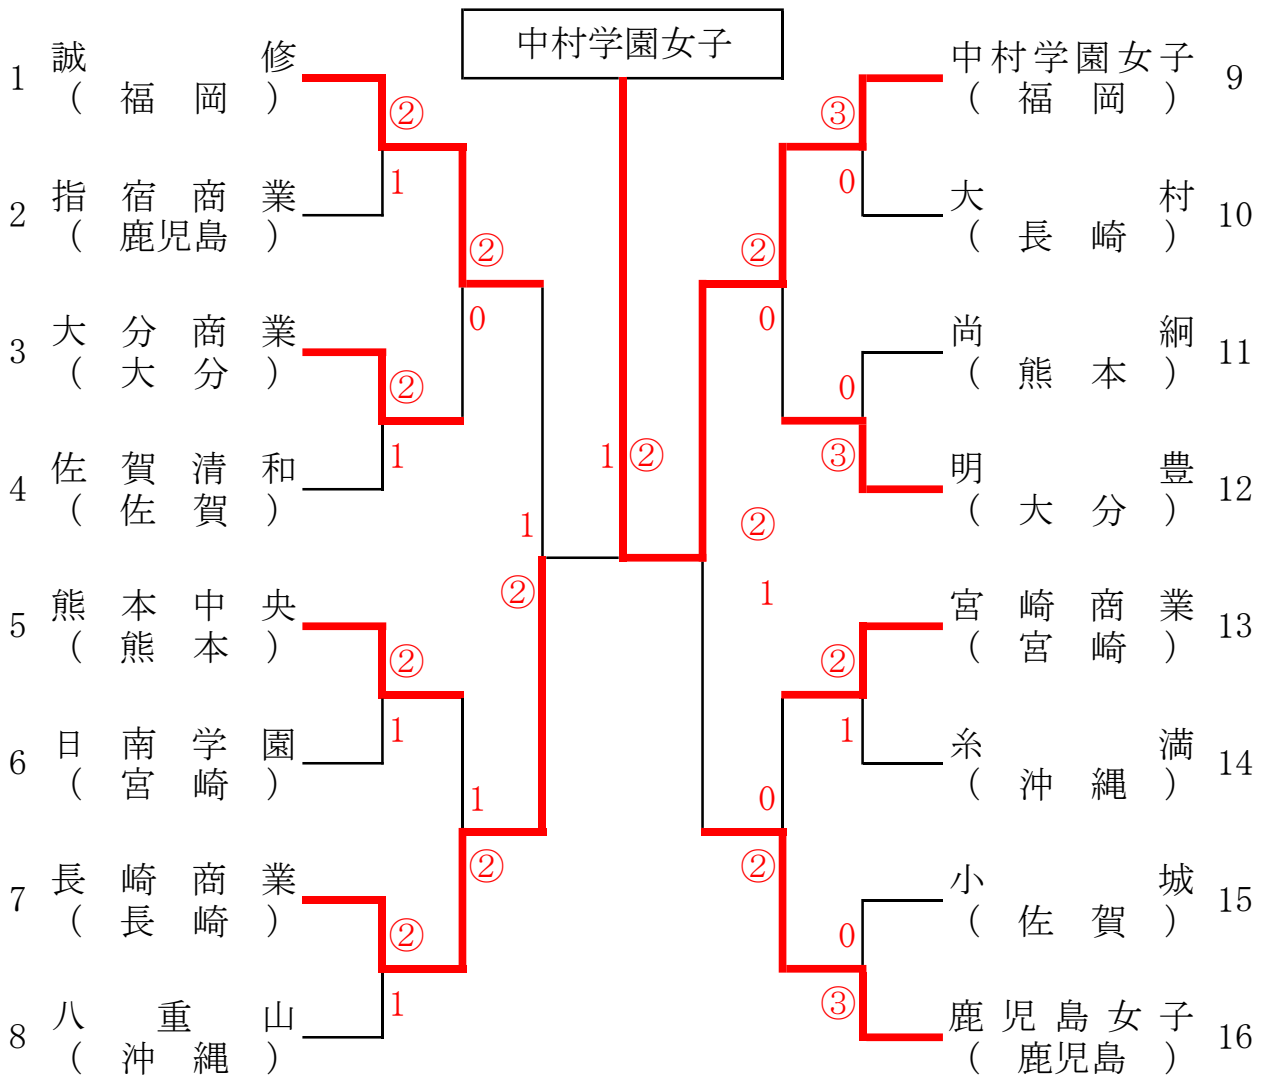 中村学園女子
1 誠修
(福岡)
②
1
2 指宿商業
(鹿児島)
②
0
3 大分商業
(大分)
②
1
4 佐賀清和
(佐賀)
1
②
5 熊本中央
(熊本)
②
1
6 日南学園
(宮崎)
1
②
7 長崎商業
(長崎)
②
1
8 八重山
(沖縄)
1 ②
中村学園女子 9
(福岡)
③
0
大村 10
(長崎)
②
0
尚絅 11
(熊本)
0
③
明豊 12
(大分)
②
1
宮崎商業 13
(宮崎)
②
1
糸満 14
(沖縄)
0
②
小城 15
(佐賀)
0
③
鹿児島女子 16
(鹿児島)